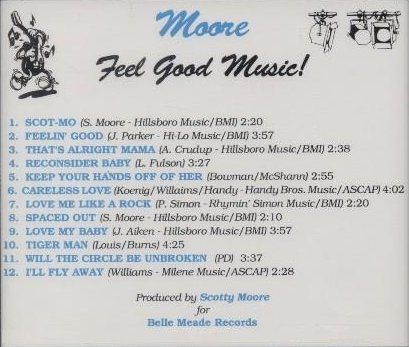 Moore
Feel Good Music!
1. SCOT-MO (S. Moore - Hillsboro Music/BMI) 2:20
2. FEELIN' GOOD (J. Parker - Hi-Lo Music/BMI) 3:57
3. THAT'S ALRIGHT MAMA (A. Crudup - Hillsboro Music/BMI) 2:38
4. RECONSIDER BABY (L. Fulson) 3:27
5. KEEP YOUR HANDS OFF OF HER (Bowman/McShann) 2:55
6. CARELESS LOVE (Koenig/Willaims/Handy - Handy Bros. Music/ASCAP) 4:02
7. LOVE ME LIKE A ROCK (P. Simon - Rhymin' Simon Music/BMI) 2:20
8. SPACED OUT (S. Moore - Hillsboro Music/BMI) 2:10
9. LOVE MY BABY (J. Aiken - Hillsboro Music/BMI) 3:57
10. TIGER MAN (Louis/Burns) 4:25
11. WILL THE CIRCLE BE UNBROKEN (PD) 3:37
12. I'LL FLY AWAY (Williams - Milene Music/ASCAP) 2:28
Produced by Scotty Moore
for
Belle Meade Records